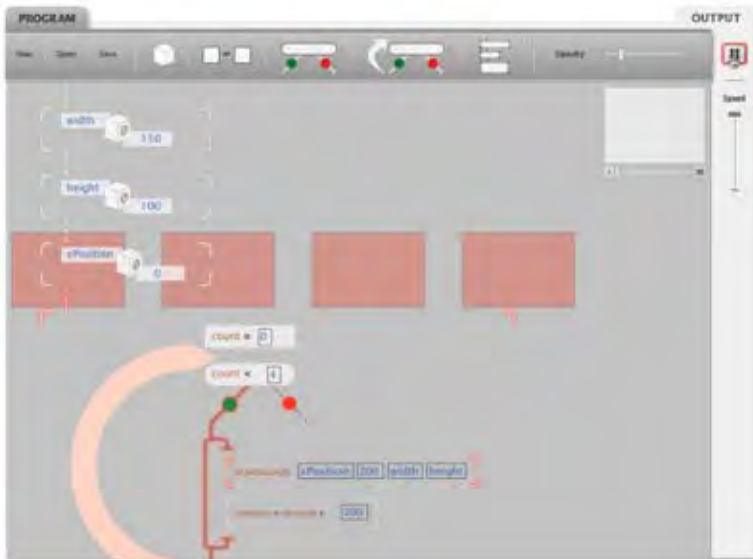 PROGRAM OUTPUT
Open Save Opacity
Speed
width
150
height
100
xPosition
0
count = 0
count < 4
xPosition 200 width height
200